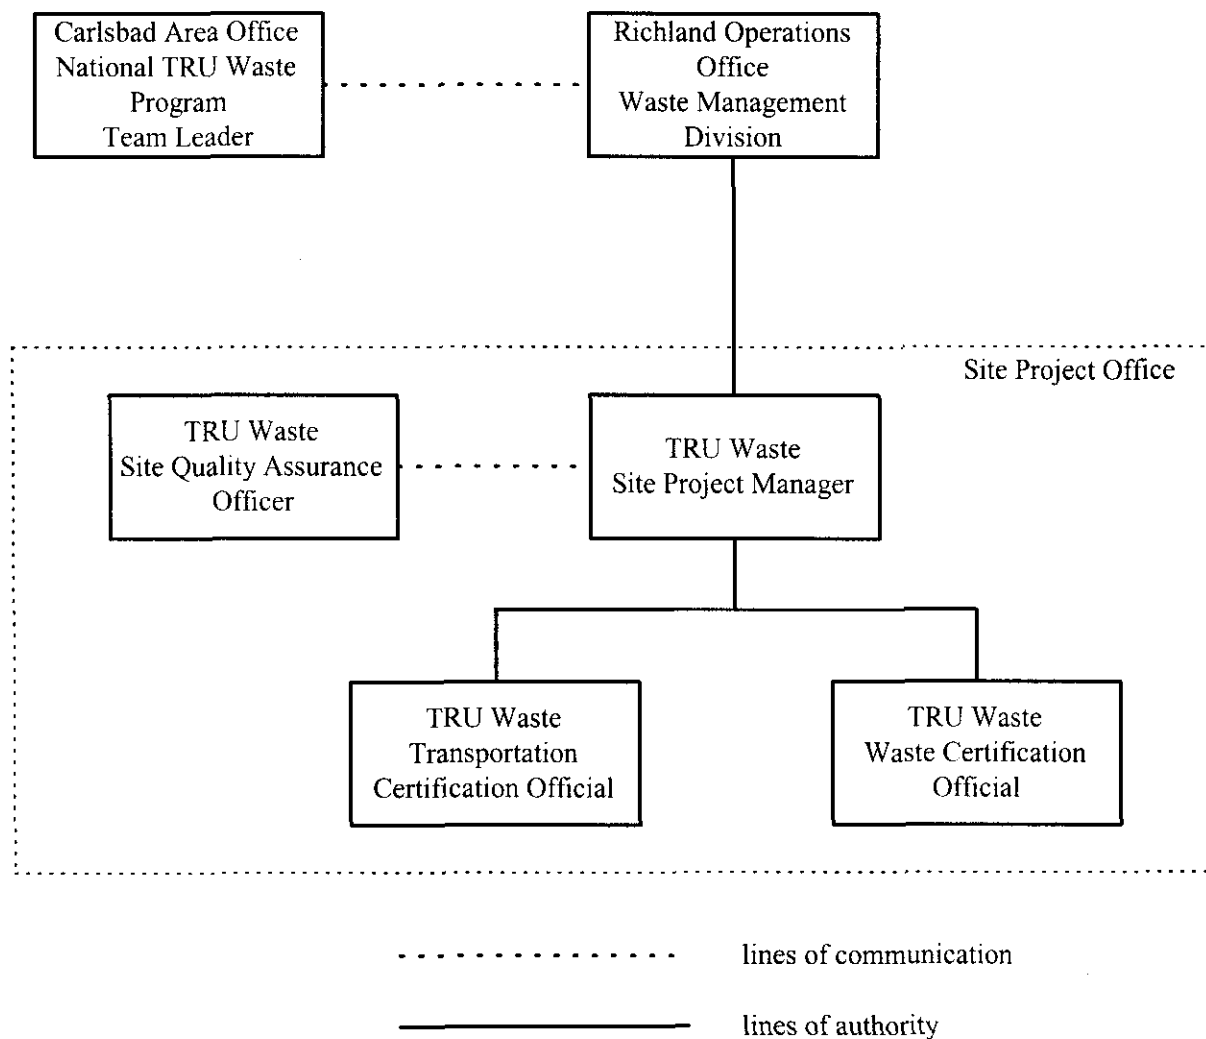 Carlsbad Area Office
National TRU Waste
Program
Team Leader
Richland Operations
Office
Waste Management
Division
Site Project Office
TRU Waste
Site Quality Assurance
Officer
TRU Waste
Site Project Manager
TRU Waste
Transportation
Certification Official
TRU Waste
Waste Certification
Official
lines of communication
lines of authority